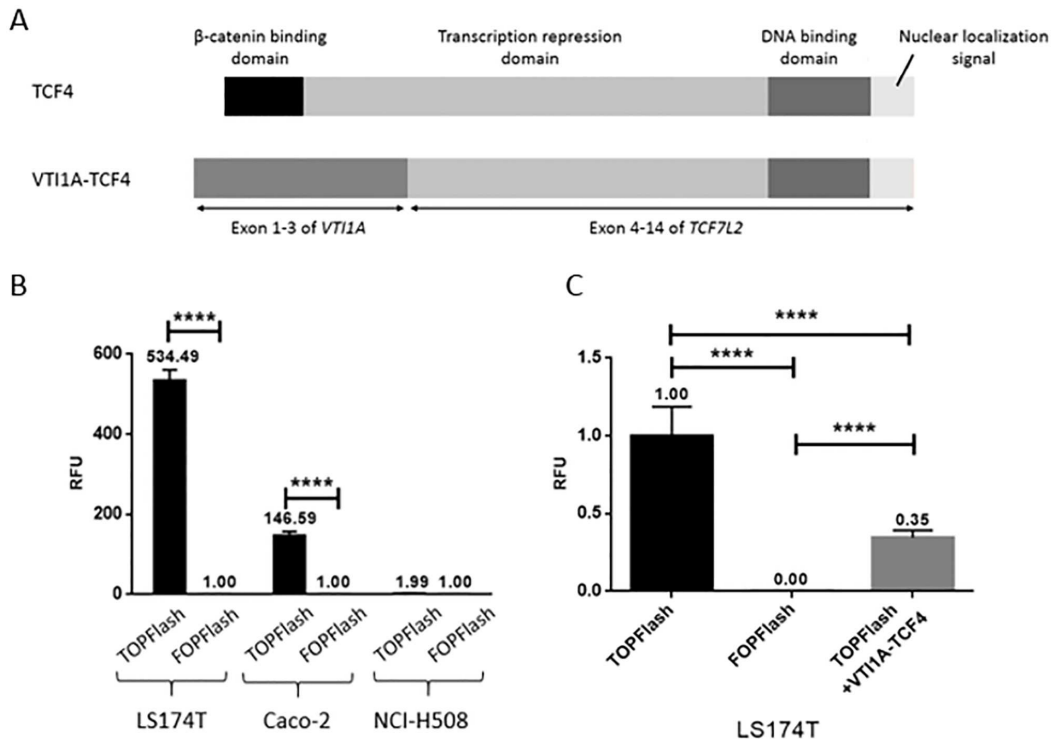 A
β-catenin binding domain
Transcription repression domain
DNA binding domain
Nuclear localization signal
TCF4
VTI1A-TCF4
Exon 1-3 of VTI1A
Exon 4-14 of TCF7L2
B
****
600
534.49
400
RFU
****
200
146.59
1.00
1.00
1.99
1.00
0
TOPFlash
FOPFlash
TOPFlash
FOPFlash
TOPFlash
FOPFlash
LS174T
Caco-2
NCI-H508
C
****
****
1.5
1.00
****
1.0
RFU
0.5
0.35
0.00
0.0
TOPFlash
FOPFlash
TOPFlash
+VTI1A-TCF4
LS174T